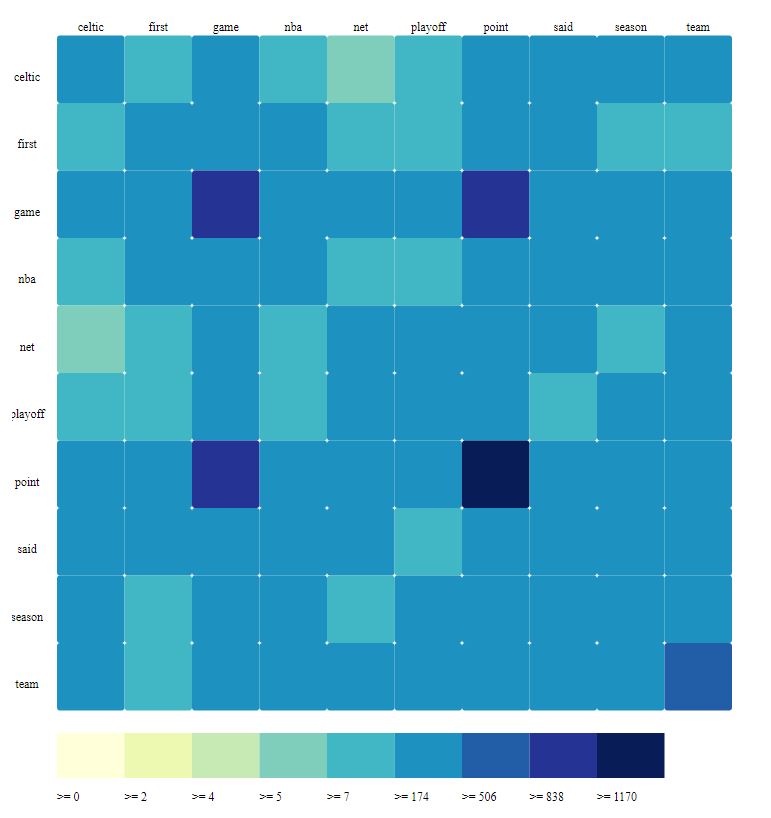 celtic first game nba net playoff point said season team
celtic
first
game
nba
net
playoff
point
said
season
team
>= 0 >= 2 >= 4 >= 5 >= 7 >= 174 >= 506 >= 838 >= 1170